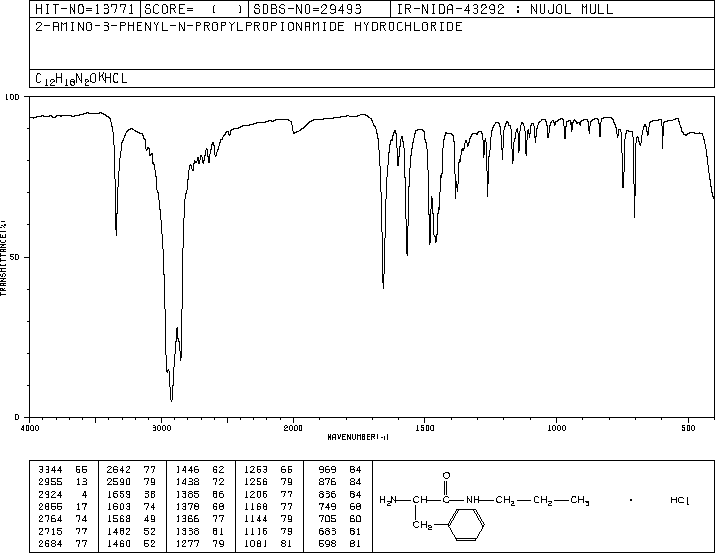 HIT-NO=13771 SCORE= ( ) SDBS-NO=29493 IR-NIDA-43292 : NUJOL MULL
2-AMINO-3-PHENYL-N-PROPYLPROPIONAMIDE HYDROCHLORIDE
C12H18N2O·HCL
100
50
0
TRANSMITTANCE(%)
4000 3000 2000 1500 1000 500
WAVENUMBER(-1)
3344 55 2642 77 1446 62 1263 66 969 84
2955 13 2590 79 1438 72 1256 79 876 84
2924 4 1659 38 1385 86 1206 77 836 84
2855 17 1603 74 1378 68 1168 77 749 68
2764 74 1568 49 1366 77 1144 79 705 60
2715 77 1482 52 1338 81 1116 79 683 81
2684 77 1460 52 1277 79 1081 81 598 81
O
H2N—CH—C—NH—CH2—CH2—CH3 · HCl
CH2